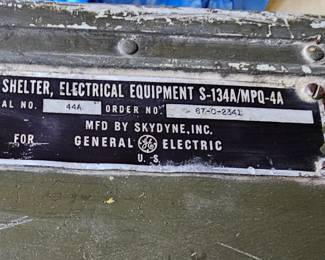 SHELTER, ELECTRICAL EQUIPMENT S-134A/MPQ-4A
AL NO. 44A ORDER NO. 67-D-2341
MFD BY SKYDYNE, INC.
FOR GENERAL GE ELECTRIC
U. S.